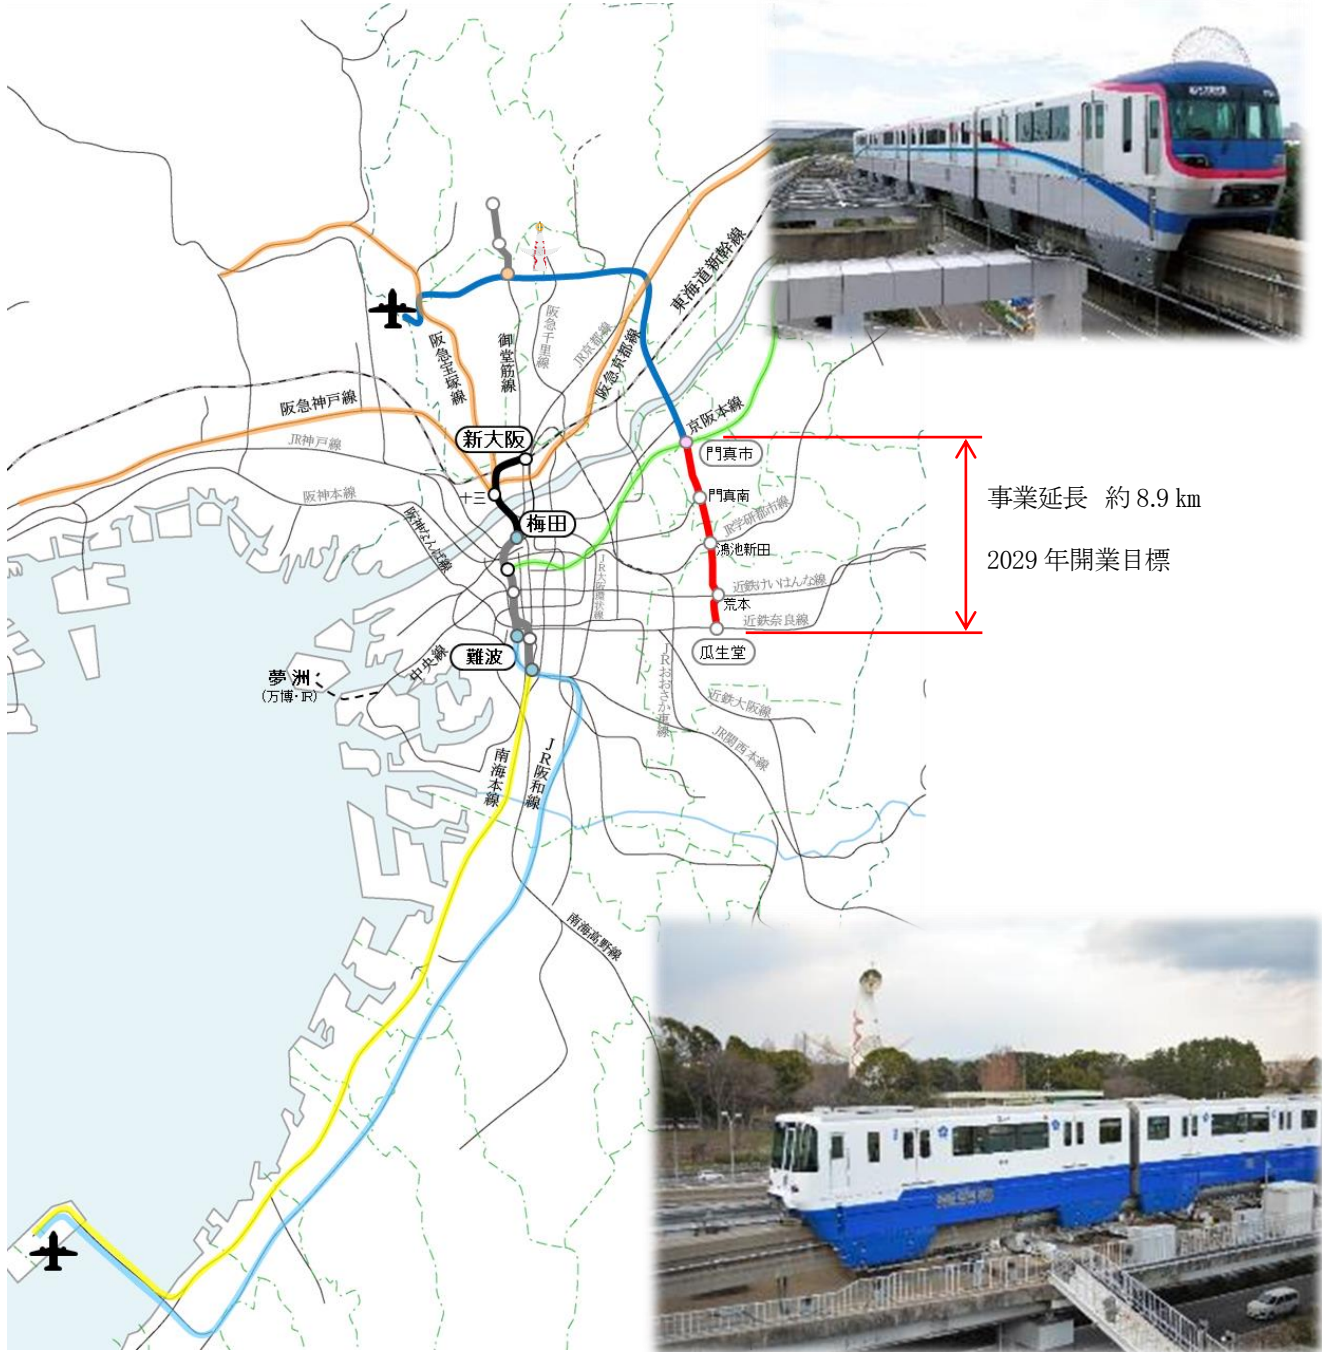 東海道新幹線
阪急宝塚線
御堂筋線
阪急千里線
JR京都線
阪急京都線
阪急神戸線
JR神戸線
新大阪
京阪本線
門真市
阪神本線
十三
門真南
事業延長 約8.9km
阪神なんば線
梅田
JR学研都市線
鴻池新田
2029年開業目標
JR大阪環状線
近鉄けいはんな線
荒本
近鉄奈良線
難波
瓜生堂
中央線
夢洲
(万博・IR)
JRおおさか東線
近鉄大阪線
JR関西本線
南海本線
JR阪和線
南海高野線